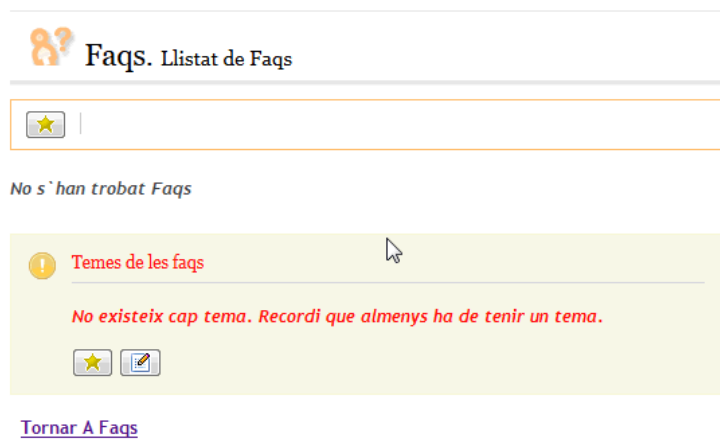 Faqs. Llistat de Faqs
No s`han trobat Faqs
Temes de les faqs
No existeix cap tema. Recordi que almenys ha de tenir un tema.
Tornar A Faqs